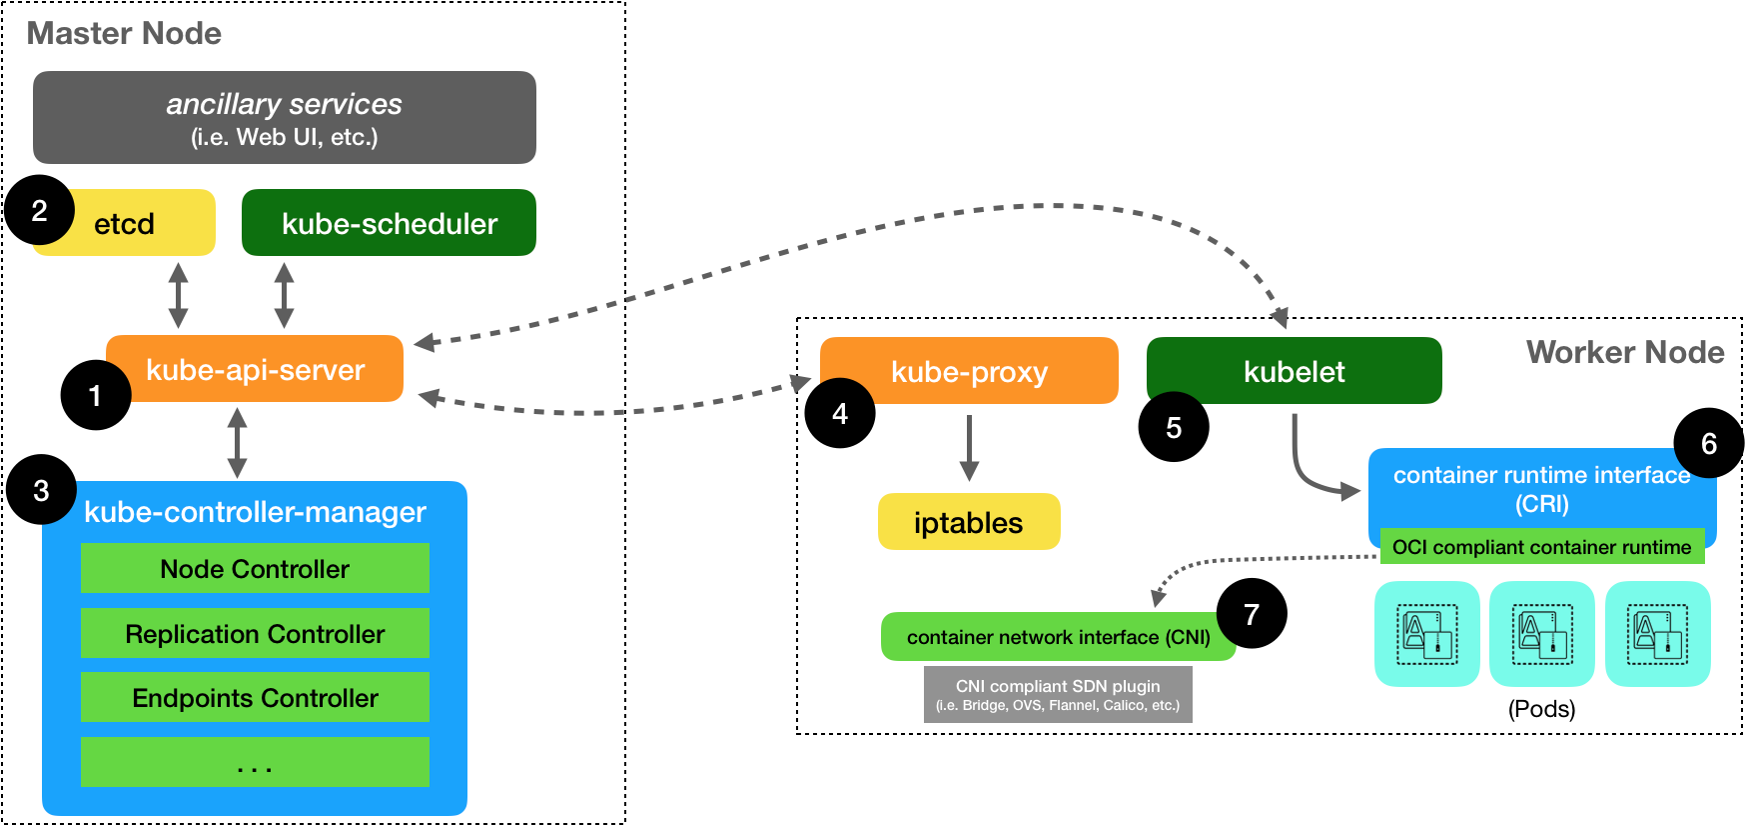 Master Node
ancillary services
(i.e. Web UI, etc.)
2
etcd
kube-scheduler
1
kube-api-server
3
kube-controller-manager
Node Controller
Replication Controller
Endpoints Controller
. . .
Worker Node
kube-proxy
4
kubelet
5
iptables
6
container runtime interface
(CRI)
OCI compliant container runtime
7
container network interface (CNI)
CNI compliant SDN plugin
(i.e. Bridge, OVS, Flannel, Calico, etc.)
(Pods)